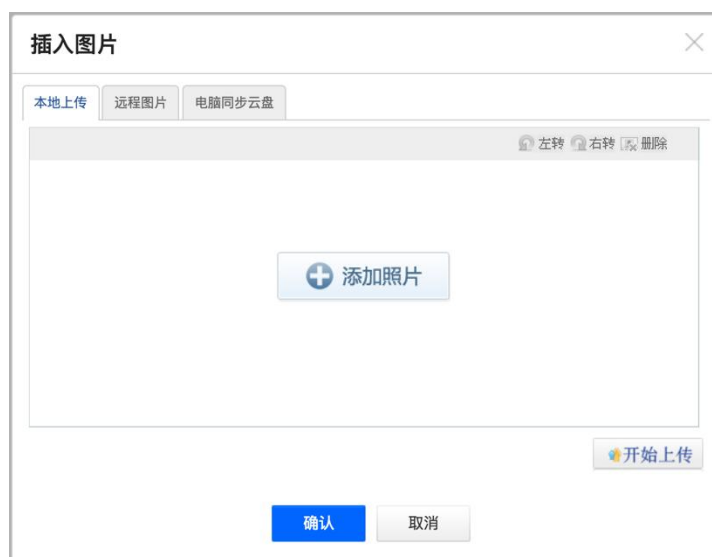 插入图片
本地上传 远程图片 电脑同步云盘
左转 右转 删除
添加照片
开始上传
确认 取消